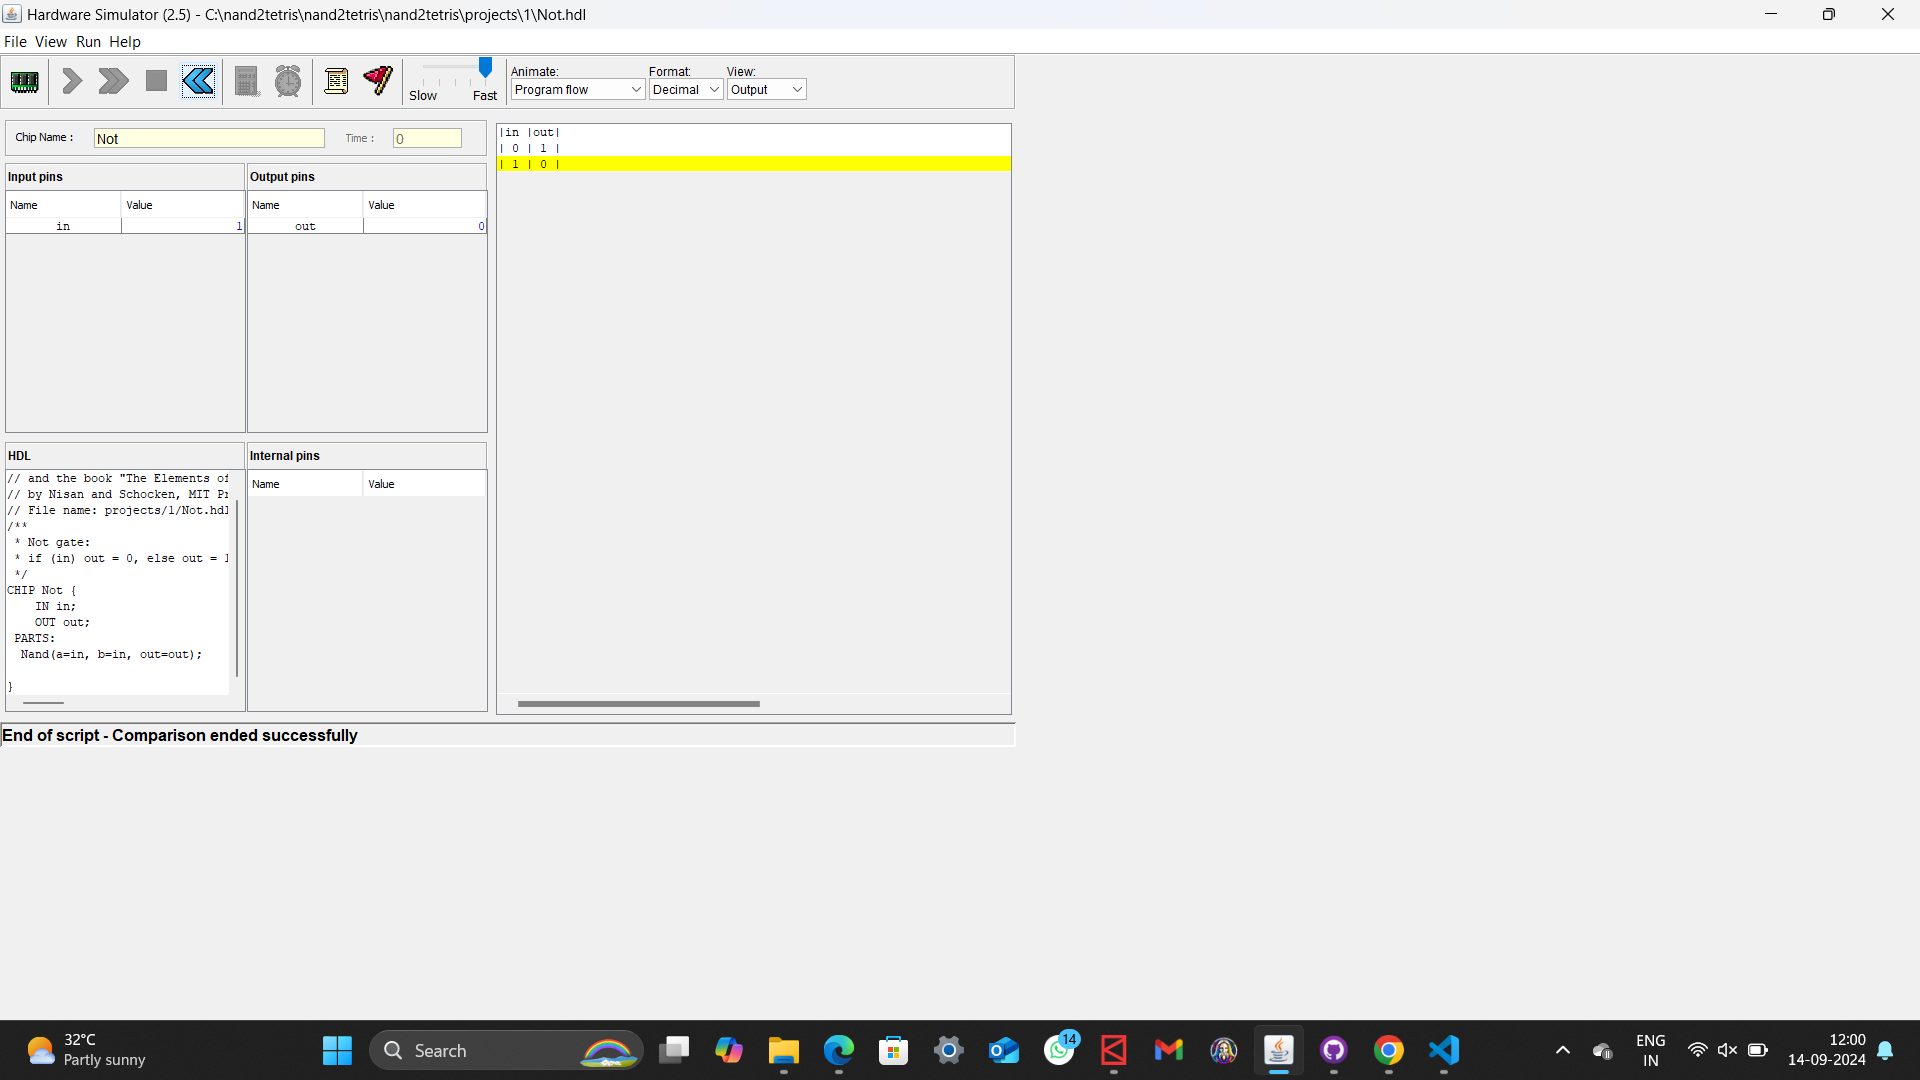 Hardware Simulator (2.5) - C:\nand2tetris\nand2tetris\nand2tetris\projects\1\Not.hdl
File View Run Help
Slow Fast
Animate: Format: View:
Program flow Decimal Output
Chip Name : Not Time : 0
Input pins Output pins
Name Value Name Value
in 1 out 0
|in |out|
| 0 | 1 |
| 1 | 0 |
HDL Internal pins
Name Value
// and the book "The Elements of
// by Nisan and Schocken, MIT Pr
// File name: projects/1/Not.hdl
/**
* Not gate:
* if (in) out = 0, else out = 1
*/
CHIP Not {
IN in;
OUT out;
PARTS:
Nand(a=in, b=in, out=out);
}
End of script - Comparison ended successfully
32°C
Partly sunny
Search
14
ENG
IN
12:00
14-09-2024